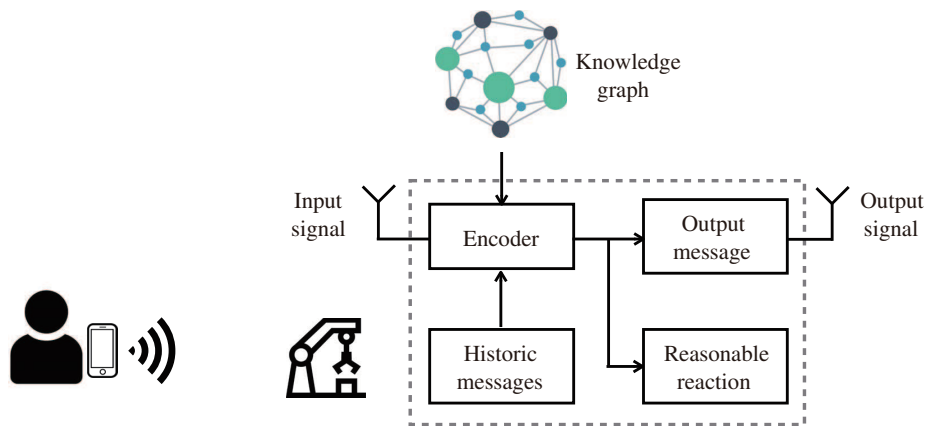 Knowledge
graph
Input
signal
Encoder
Output
message
Output
signal
Historic
messages
Reasonable
reaction